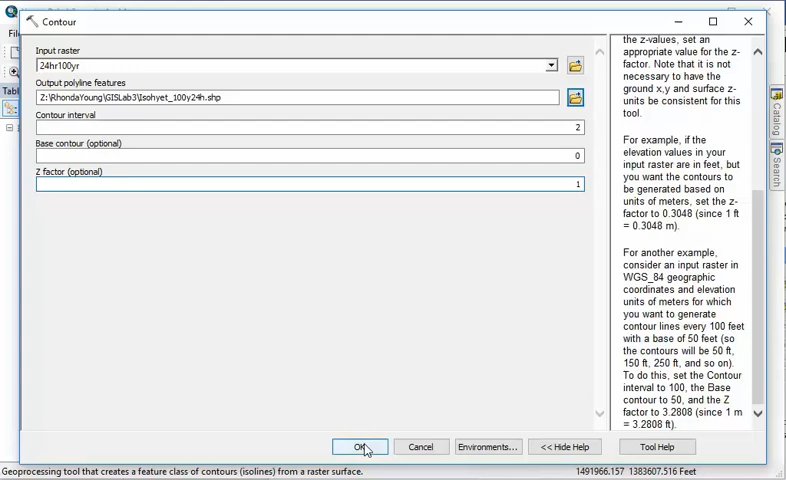 Contour
Fil
Tabl
Input raster
24hr100yr
Output polyline features
Z:\RhondaYoung\GISLab3\Isohyet_100y24h.shp
Contour interval
2
Base contour (optional)
0
Z factor (optional)
1
the z-values, set an
appropriate value for the z-
factor. Note that it is not
necessary to have the
ground x,y and surface z-
units be consistent for this
tool.
For example, if the
elevation values in your
input raster are in feet, but
you want the contours to
be generated based on
units of meters, set the z-
factor to 0.3048 (since 1 ft
= 0.3048 m).
For another example,
consider an input raster in
WGS_84 geographic
coordinates and elevation
units of meters for which
you want to generate
contour lines every 100 feet
with a base of 50 feet (so
the contours will be 50 ft,
150 ft, 250 ft, and so on).
To do this, set the Contour
interval to 100, the Base
contour to 50, and the Z
factor to 3.2808 (since 1 m
= 3.2808 ft).
Catalog
Search
OK
Cancel
Environments...
<< Hide Help
Tool Help
Geoprocessing tool that creates a feature class of contours (isolines) from a raster surface.
1491966.157 1383607.516 Feet